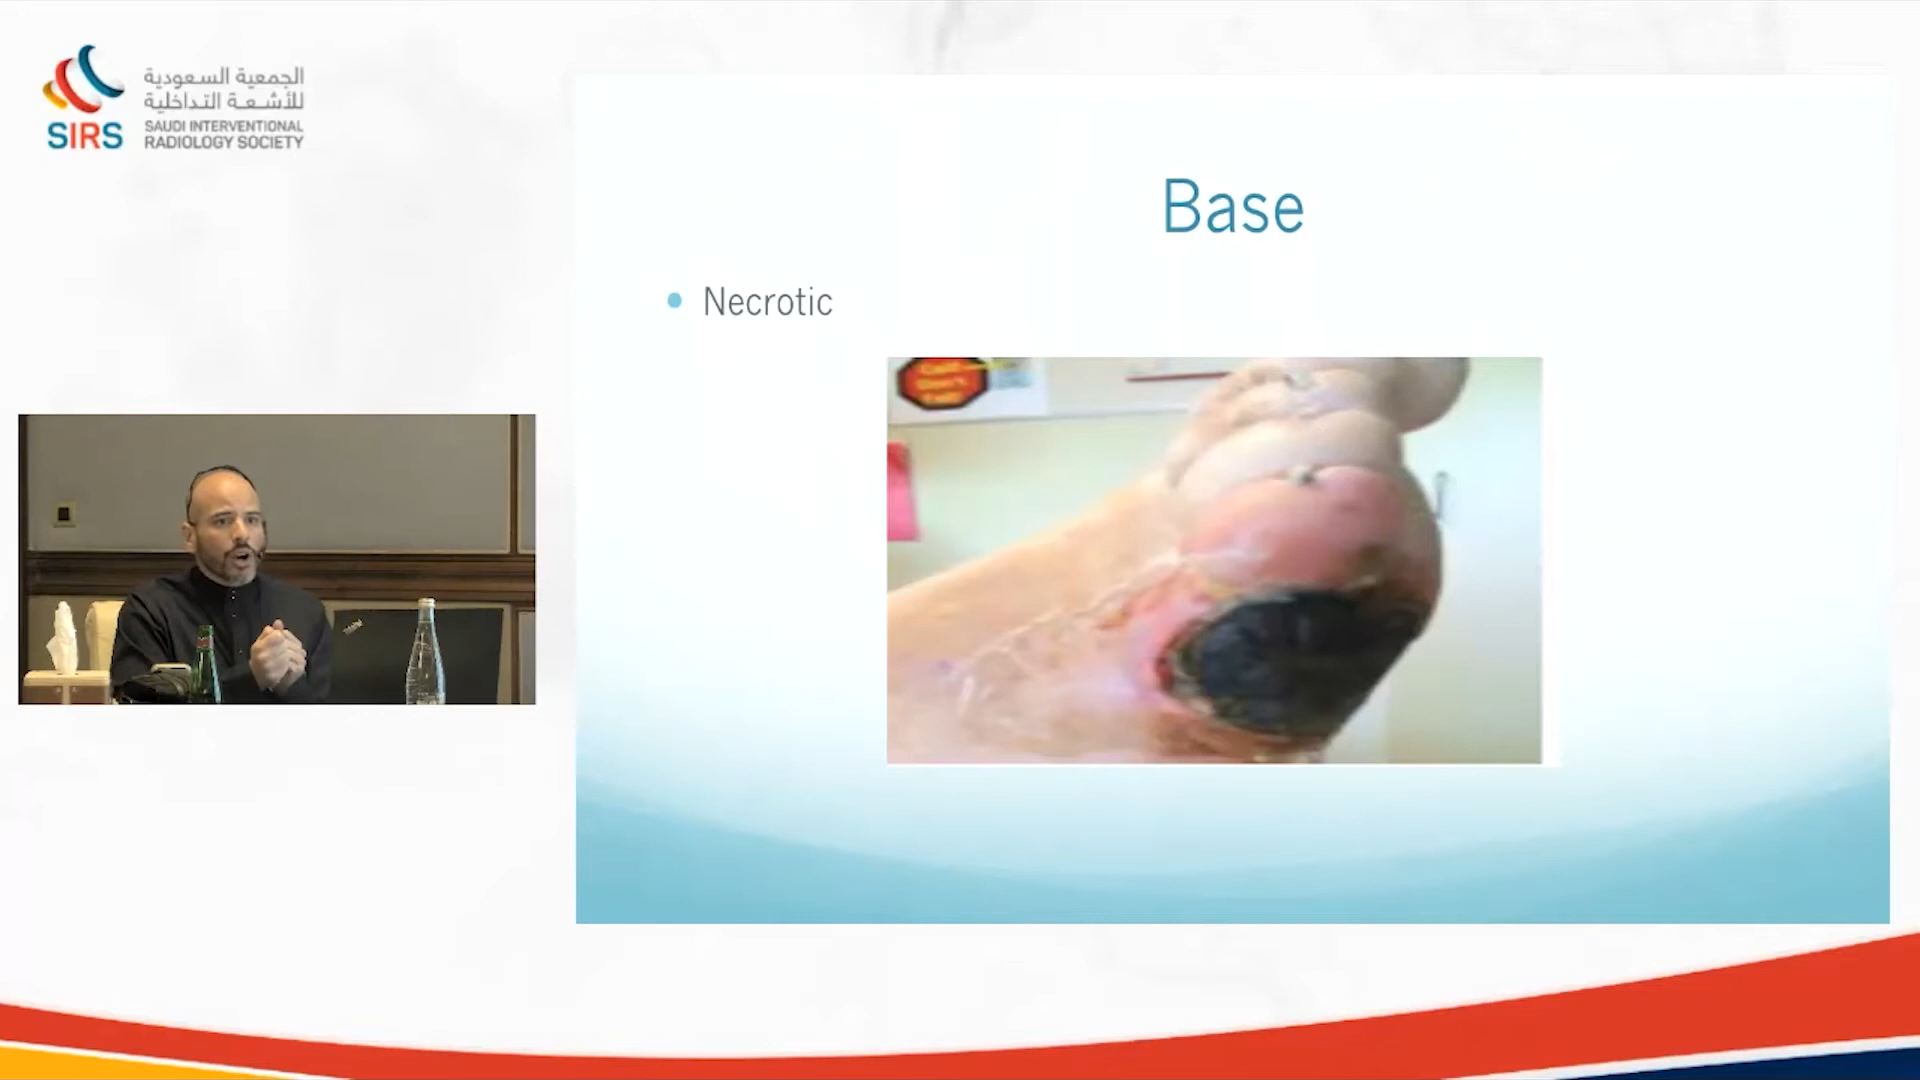 الجمعية السعودية
للأشعة التداخلية
SIRS
SAUDI INTERVENTIONAL
RADIOLOGY SOCIETY
Base
Necrotic